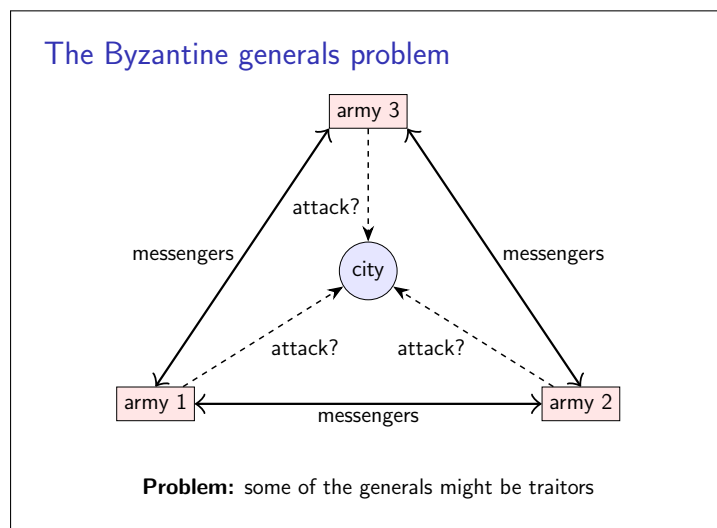 The Byzantine generals problem
army 3
attack?
messengers
messengers
city
attack?
attack?
army 1
army 2
messengers
Problem: some of the generals might be traitors